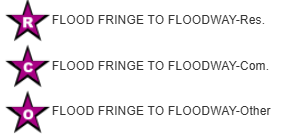 R FLOOD FRINGE TO FLOODWAY-Res.
C FLOOD FRINGE TO FLOODWAY-Com.
O FLOOD FRINGE TO FLOODWAY-Other